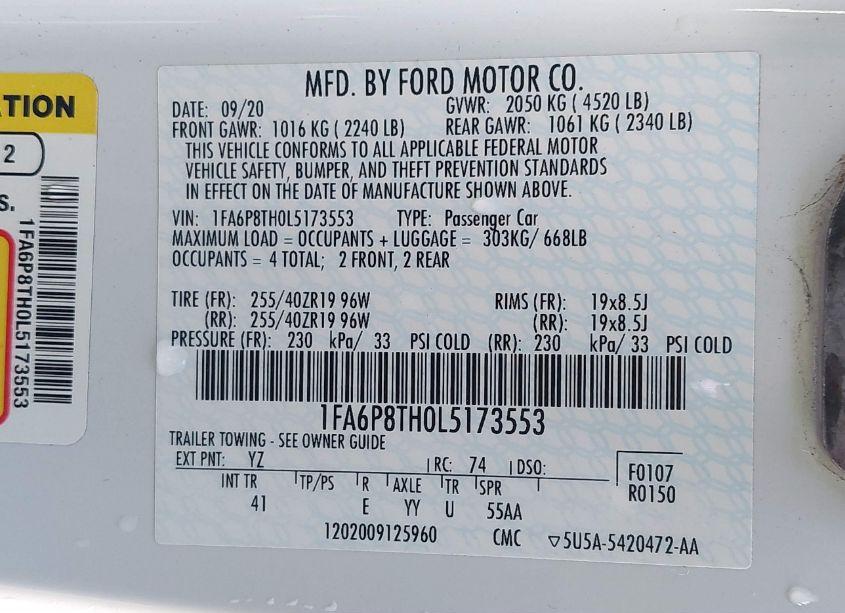 ATION
2
S.
1FA6P8TH0L5173553
MFD. BY FORD MOTOR CO.
DATE: 09/20 GVWR: 2050 KG ( 4520 LB)
FRONT GAWR: 1016 KG ( 2240 LB) REAR GAWR: 1061 KG ( 2340 LB)
THIS VEHICLE CONFORMS TO ALL APPLICABLE FEDERAL MOTOR
VEHICLE SAFETY, BUMPER, AND THEFT PREVENTION STANDARDS
IN EFFECT ON THE DATE OF MANUFACTURE SHOWN ABOVE.
VIN: 1FA6P8TH0L5173553 TYPE: Passenger Car
MAXIMUM LOAD = OCCUPANTS + LUGGAGE = 303KG/ 668LB
OCCUPANTS = 4 TOTAL; 2 FRONT, 2 REAR
TIRE (FR): 255/40ZR19 96W RIMS (FR): 19x8.5J
(RR): 255/40ZR19 96W (RR): 19x8.5J
PRESSURE (FR): 230 kPa/ 33 PSI COLD (RR): 230 kPa/ 33 PSI COLD
1FA6P8TH0L5173553
TRAILER TOWING - SEE OWNER GUIDE
EXT PNT: YZ RC: 74 DSO:
INT TR TP/PS R AXLE TR SPR
41 E YY U 55AA
F0107
R0150
1202009125960 CMC ▽5U5A-5420472-AA